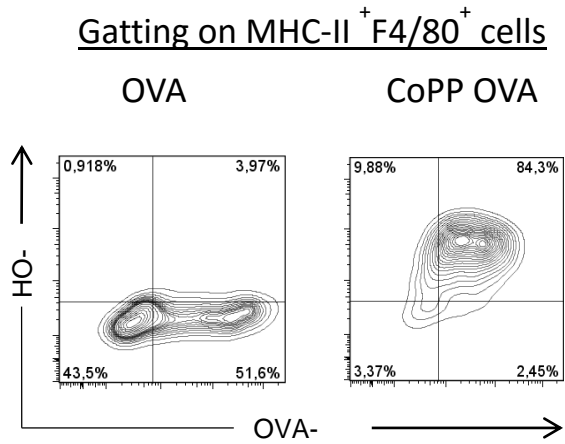 Gatting on MHC-II +F4/80+ cells
OVA CoPP OVA
0,918% 3,97% 9,88% 84,3%
HO-
43,5% 51,6% 3,37% 2,45%
OVA-